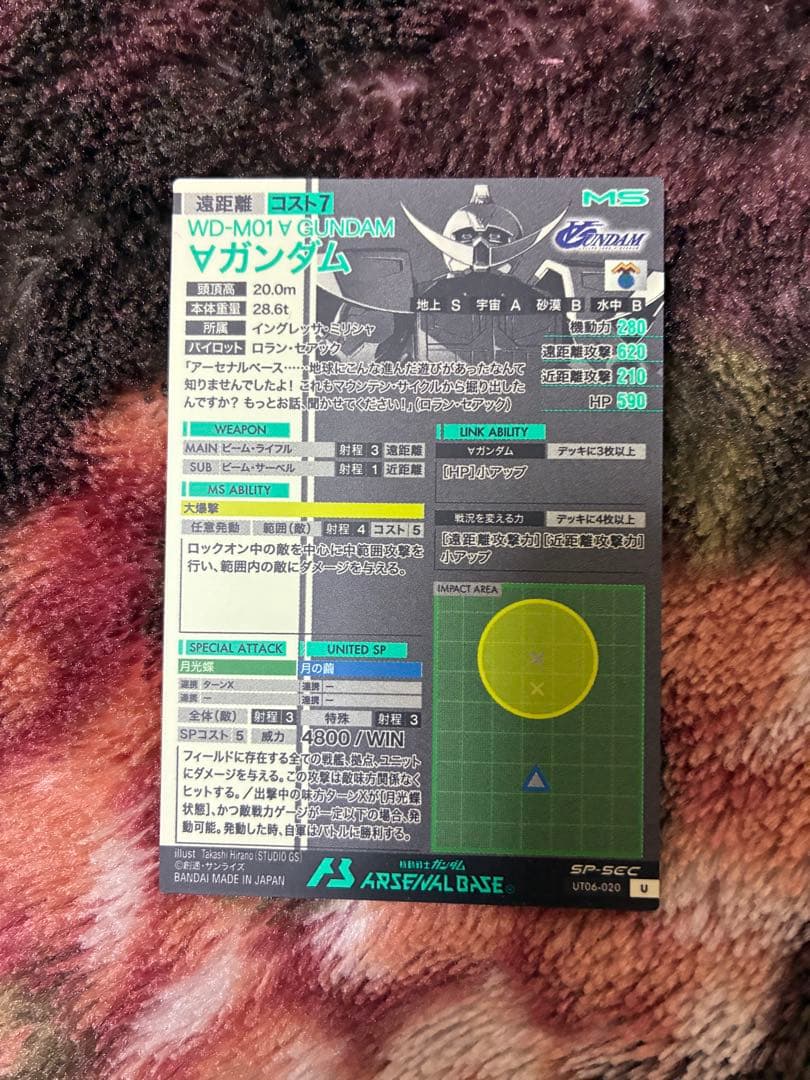 遠距離 コスト7
MS
WD-M01 ∀ GUNDAM
∀ガンダム
∀GUNDAM
頭頂高 20.0m
本体重量 28.6t
所属 イングレッサ・ミリシャ
パイロット ロラン・セアック
地上 S 宇宙 A 砂漠 B 水中 B
機動力 280
遠距離攻撃 620
近距離攻撃 210
HP 590
「アーセナルベース……地球にこんな進んだ遊びがあったなんて
知りませんでしたよ! これもマウンテン・サイクルから掘り出した
んですか? もっとお話、聞かせてください!」(ロラン・セアック)
WEAPON
MAIN ビーム・ライフル 射程 3 遠距離
SUB ビーム・サーベル 射程 1 近距離
MS ABILITY
大爆撃
任意発動 範囲(敵) 射程 4 コスト 5
ロックオン中の敵を中心に中範囲攻撃を
行い、範囲内の敵にダメージを与える。
LINK ABILITY
∀ガンダム デッキに3枚以上
[HP]小アップ
戦況を変える力 デッキに4枚以上
[遠距離攻撃力][近距離攻撃力]
小アップ
IMPACT AREA
SPECIAL ATTACK UNITED SP
月光蝶 月の繭
連携 ターンX 連携 ー
連携 ー 連携 ー
全体(敵) 射程 3 特殊 射程 3
SPコスト 5 威力 4800/WIN
フィールドに存在する全ての戦艦、拠点、ユニット
にダメージを与える。この攻撃は敵味方関係なく
ヒットする。/出撃中の味方ターンXが[月光蝶
状態]、かつ敵戦力ゲージが一定以下の場合、発
動可能。発動した時、自軍はバトルに勝利する。
illust Takashi Hirano (STUDIO GS)
©創通・サンライズ
BANDAI MADE IN JAPAN
機動戦士ガンダム
ARSENAL BASE
SP-SEC
UT06-020 U